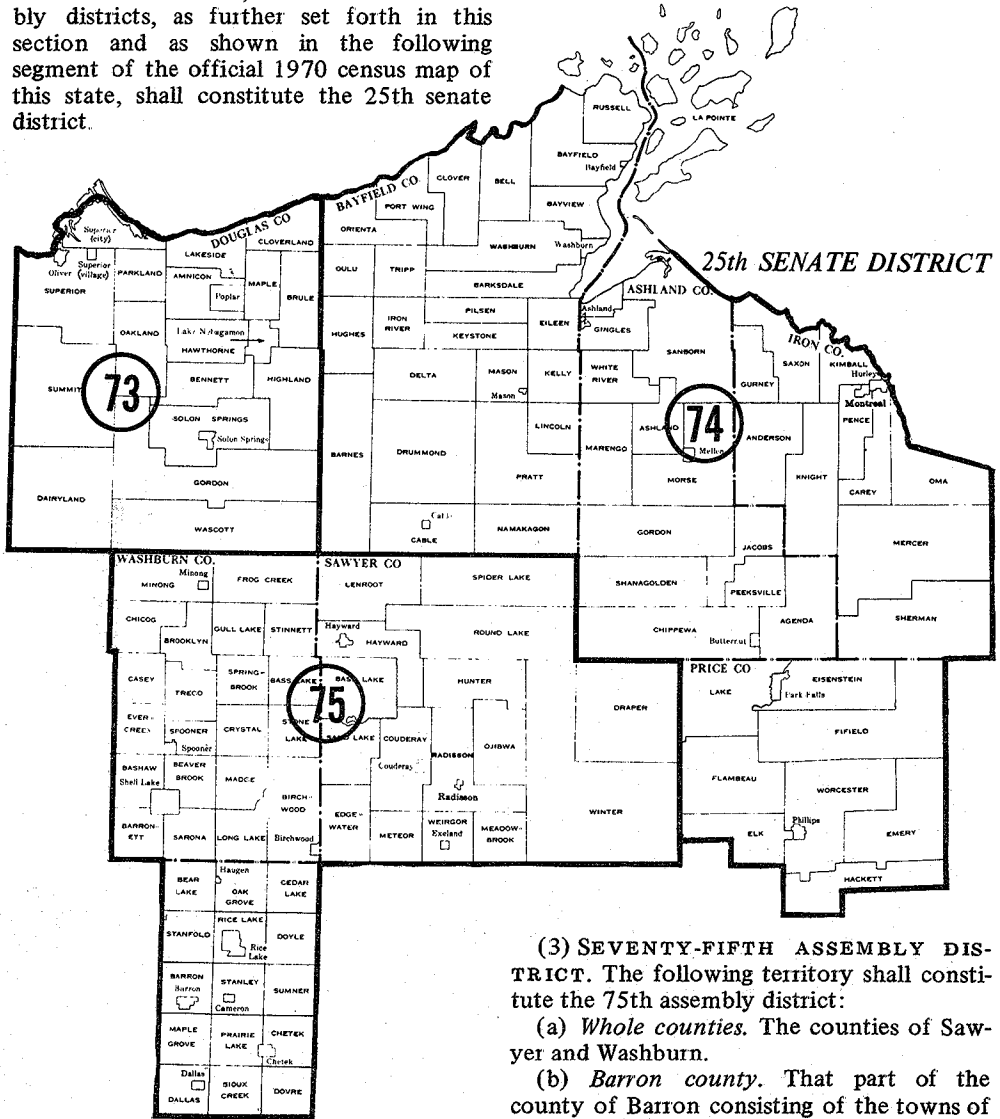 bly districts, as further set forth in this
section and as shown in the following
segment of the official 1970 census map of
this state, shall constitute the 25th senate
district.
RUSSELL
LA POINTE
BAYFIELD
Bayfield
BAYFIELD CO.
CLOVER
BELL
PORT WING
BAYVIEW
ORIENTA
DOUGLAS CO
CLOVERLAND
WASHBURN
Washburn
Superior
(city)
LAKESIDE
Oliver
Superior
(village)
SUPERIOR
PARKLAND
AMNICON
Poplar
MAPLE
BRULE
OULU
TRIPP
BARKSDALE
25th SENATE DISTRICT
ASHLAND CO.
PILSEN
Ashland
GINGLES
OAKLAND
Lake Nebagamon
HAWTHORNE
HUGHES
IRON
RIVER
KEYSTONE
EILEEN
SANBORN
IRON CO.
SAXON
KIMBALL
Hurley
GURNEY
Montreal
PENCE
SUMMIT
73
BENNETT
HIGHLAND
DELTA
MASON
Mason
KELLY
WHITE
RIVER
SOLON SPRINGS
Solon Springs
LINCOLN
ASHLAND
74
Mellen
ANDERSON
BARNES
DRUMMOND
MARENGO
MORSE
KNIGHT
CAREY
OMA
DAIRYLAND
GORDON
PRATT
WASCOTT
CABLE
NAMAKAGON
GORDON
JACOBS
MERCER
WASHBURN CO.
Minong
MINONG
FROG CREEK
SAWYER CO
LENROOT
SPIDER LAKE
SHANAGOLDEN
PEEKSVILLE
SHERMAN
CHICOG
BROOKLYN
GULL LAKE
STINNETT
Hayward
HAYWARD
ROUND LAKE
CHIPPEWA
Butternut
AGENDA
CASEY
TREGO
SPRING-
BROOK
BASS LAKE
75
BASS LAKE
HUNTER
PRICE CO
LAKE
EISENSTEIN
Park Falls
DRAPER
EVER-
GREEN
SPOONER
Spooner
CRYSTAL
STONE
LAKE
SAND LAKE
COUDERAY
Couderay
RADISSON
Radisson
OJIBWA
FIFIELD
BASHAW
Shell Lake
BEAVER
BROOK
MADGE
FLAMBEAU
WORCESTER
BIRCH-
WOOD
Birchwood
EDGE-
WATER
METEOR
WEIRGOR
Exeland
MEADOW-
BROOK
WINTER
BARRON-
ETT
SARONA
LONG LAKE
ELK
Phillips
EMERY
HACKETT
BEAR
LAKE
Haugen
OAK
GROVE
CEDAR
LAKE
STANFOLD
RICE LAKE
Rice
Lake
DOYLE
BARRON
Barron
STANLEY
Cameron
SUMNER
MAPLE
GROVE
PRAIRIE
LAKE
CHETEK
Chetek
Dallas
DALLAS
SIOUX
CREEK
DOVRE
(3) SEVENTY-FIFTH ASSEMBLY DIS-
TRICT. The following territory shall consti-
tute the 75th assembly district:
(a) Whole counties. The counties of Saw-
yer and Washburn.
(b) Barron county. That part of the
county of Barron consisting of the towns of